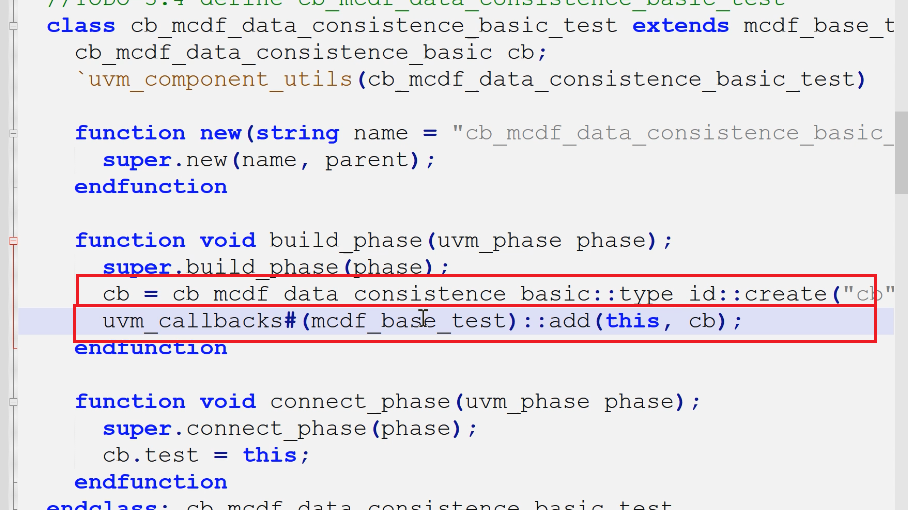 //TODO 5.4 define cb_mcdf_data_consistence_basic_test
class cb_mcdf_data_consistence_basic_test extends mcdf_base_t
cb_mcdf_data_consistence_basic cb;
`uvm_component_utils(cb_mcdf_data_consistence_basic_test)
function new(string name = "cb_mcdf_data_consistence_basic_
super.new(name, parent);
endfunction
function void build_phase(uvm_phase phase);
super.build_phase(phase);
cb = cb_mcdf_data_consistence_basic::type_id::create("cb"
uvm_callbacks#(mcdf_base_test)::add(this, cb);
endfunction
function void connect_phase(uvm_phase phase);
super.connect_phase(phase);
cb.test = this;
endfunction
endclass: cb_mcdf_data_consistence_basic_test